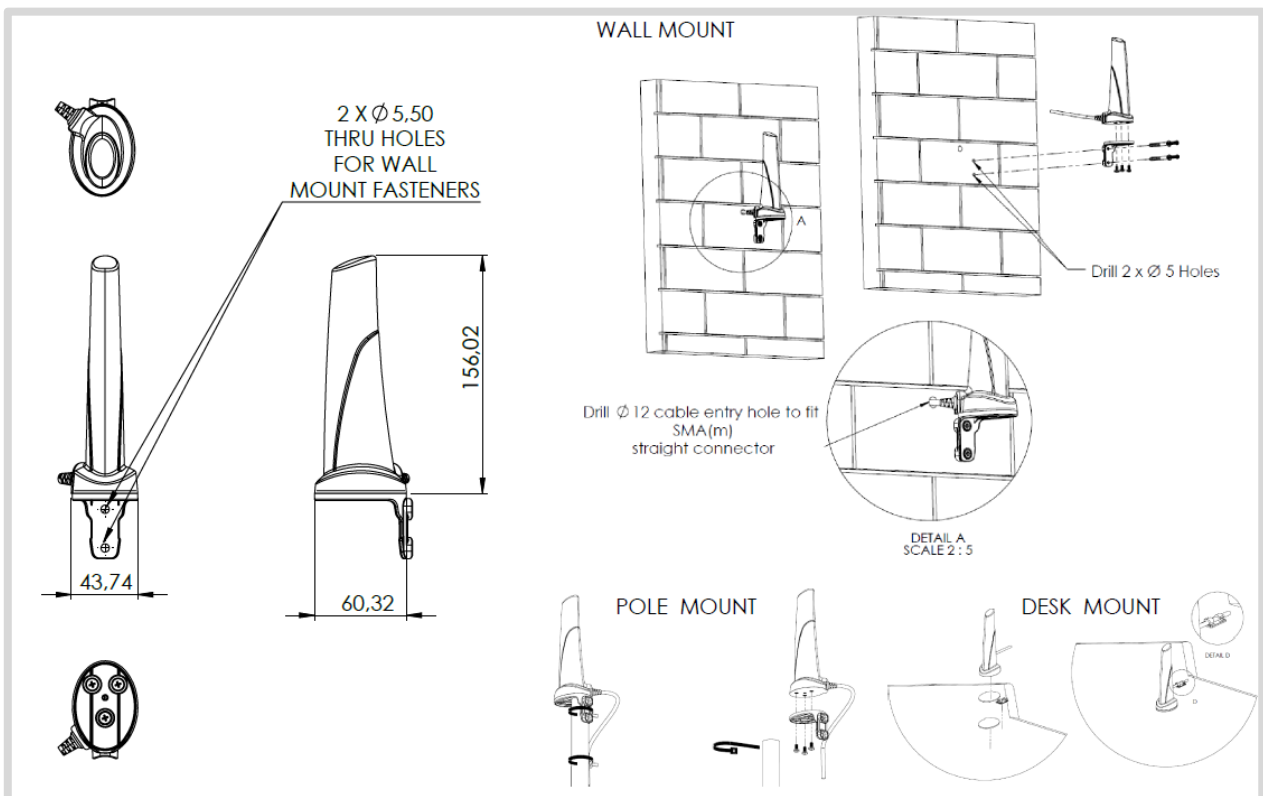 WALL MOUNT
2 X Ø 5,50
THRU HOLES
FOR WALL
MOUNT FASTENERS
156,02
43,74
60,32
A
D
Drill 2 x Ø 5 Holes
Drill Ø 12 cable entry hole to fit
SMA(m)
straight connector
DETAIL A
SCALE 2 : 5
POLE MOUNT
DESK MOUNT
DETAIL D
D